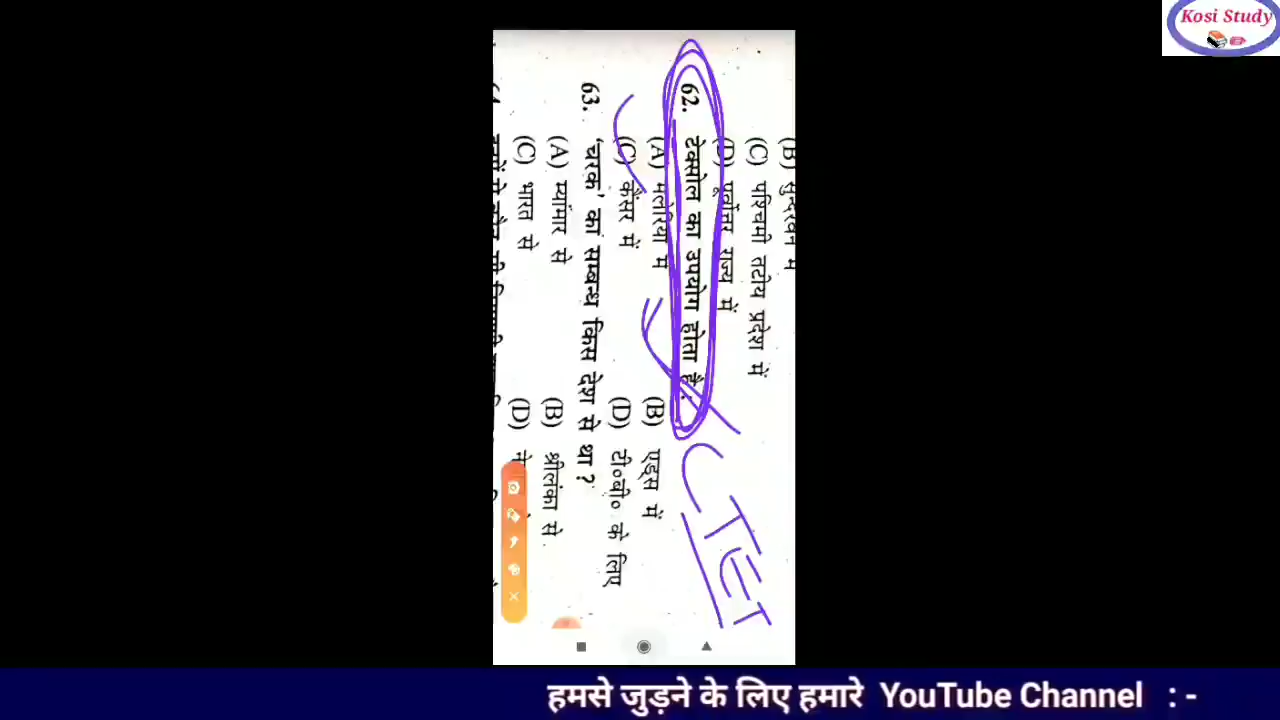 Kosi Study
(C) पश्चिमी तटीय प्रदेश में
(D) पूर्वोत्तर राज्य में
62. टेक्सोल का उपयोग होता है :
(A) मलेरिया में (B) एड्स में
(C) कैंसर में (D) टी०बी० के लिए
63. 'चरक' का सम्बन्ध किस देश से था ?
(A) म्यांमार से (B) श्रीलंका से
(C) भारत से (D)
CTET
हमसे जुड़ने के लिए हमारे YouTube Channel : -